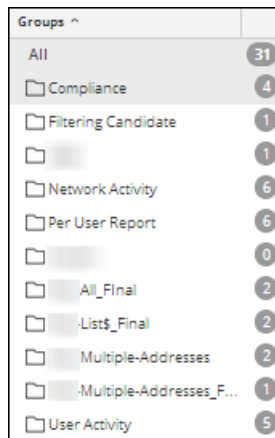 Groups ^
All 31
Compliance 4
Filtering Candidate 1
1
Network Activity 6
Per User Report 6
0
All_FInal 2
-List$_Final 2
Multiple-Addresses 2
-Multiple-Addresses_F... 1
User Activity 5